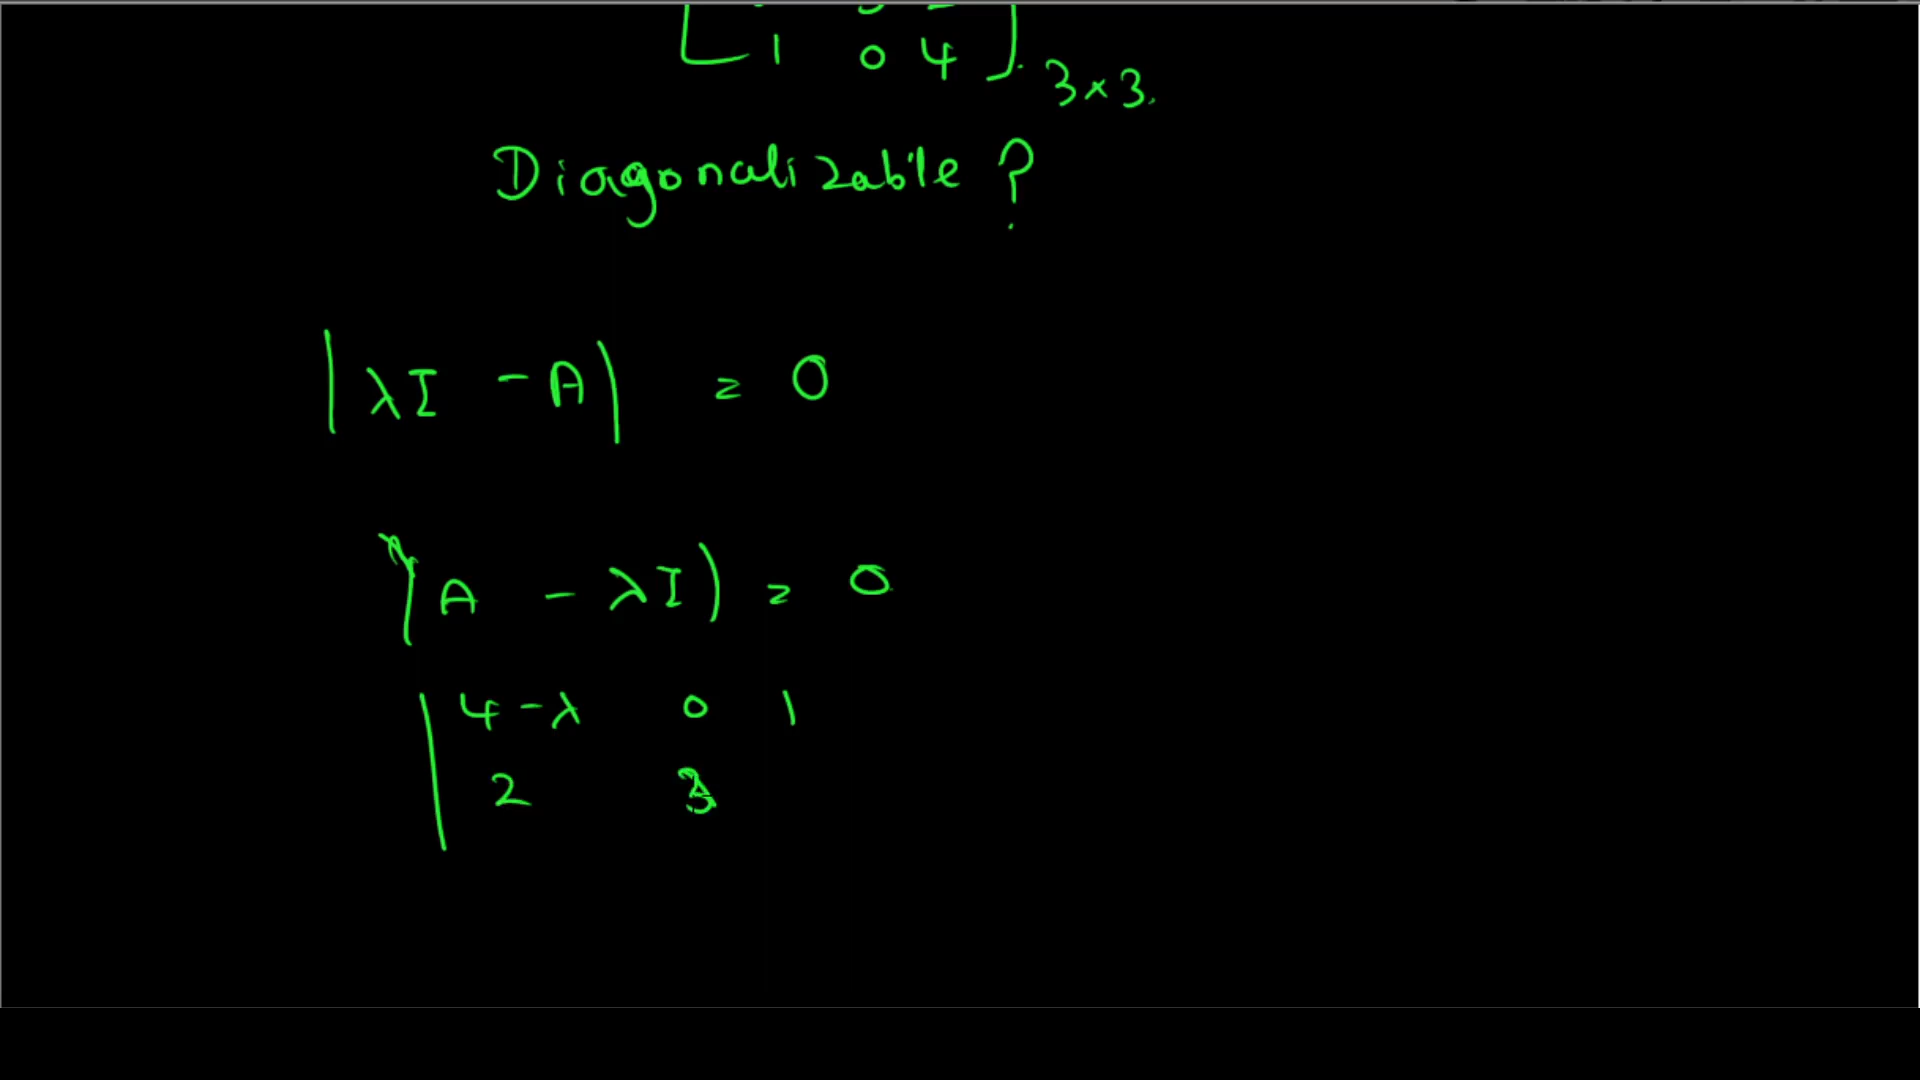 1 0 4 3×3.
Diagonalizable ?
|λI - A| = 0
|A - λI| = 0
4-λ 0 1
2 3